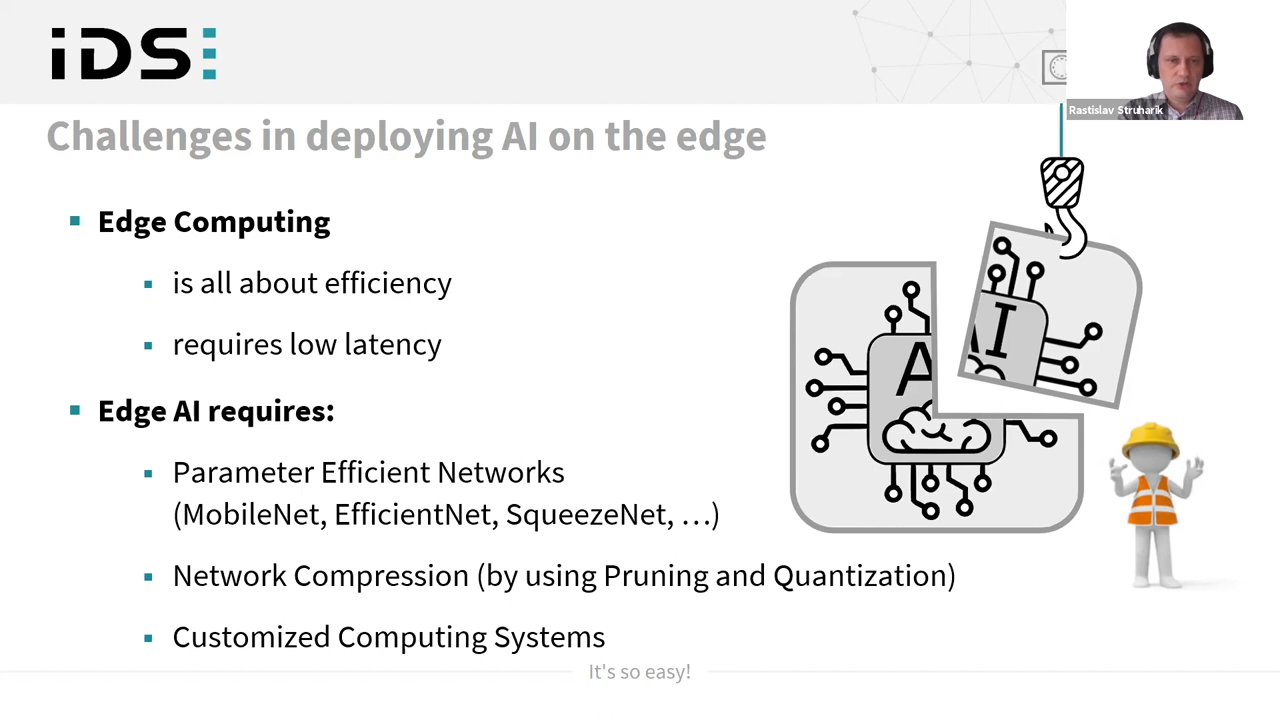 iDS
Rastislav Struharik
Challenges in deploying AI on the edge
Edge Computing
is all about efficiency
requires low latency
Edge AI requires:
Parameter Efficient Networks
(MobileNet, EfficientNet, SqueezeNet, …)
Network Compression (by using Pruning and Quantization)
Customized Computing Systems
A
AI
It's so easy!